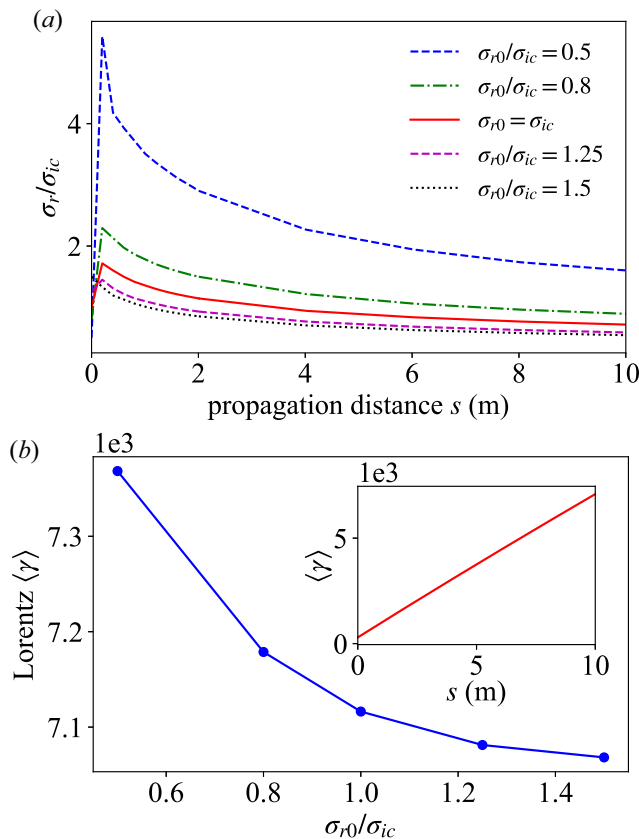 (a)
σr/σic
4
2
σr0/σic = 0.5
σr0/σic = 0.8
σr0 = σic
σr0/σic = 1.25
σr0/σic = 1.5
0 2 4 6 8 10
propagation distance s (m)
(b)
1e3
Lorentz ⟨γ⟩
7.3
7.2
7.1
1e3
⟨γ⟩
5
0
0 5 10
s (m)
0.6 0.8 1.0 1.2 1.4
σr0/σic